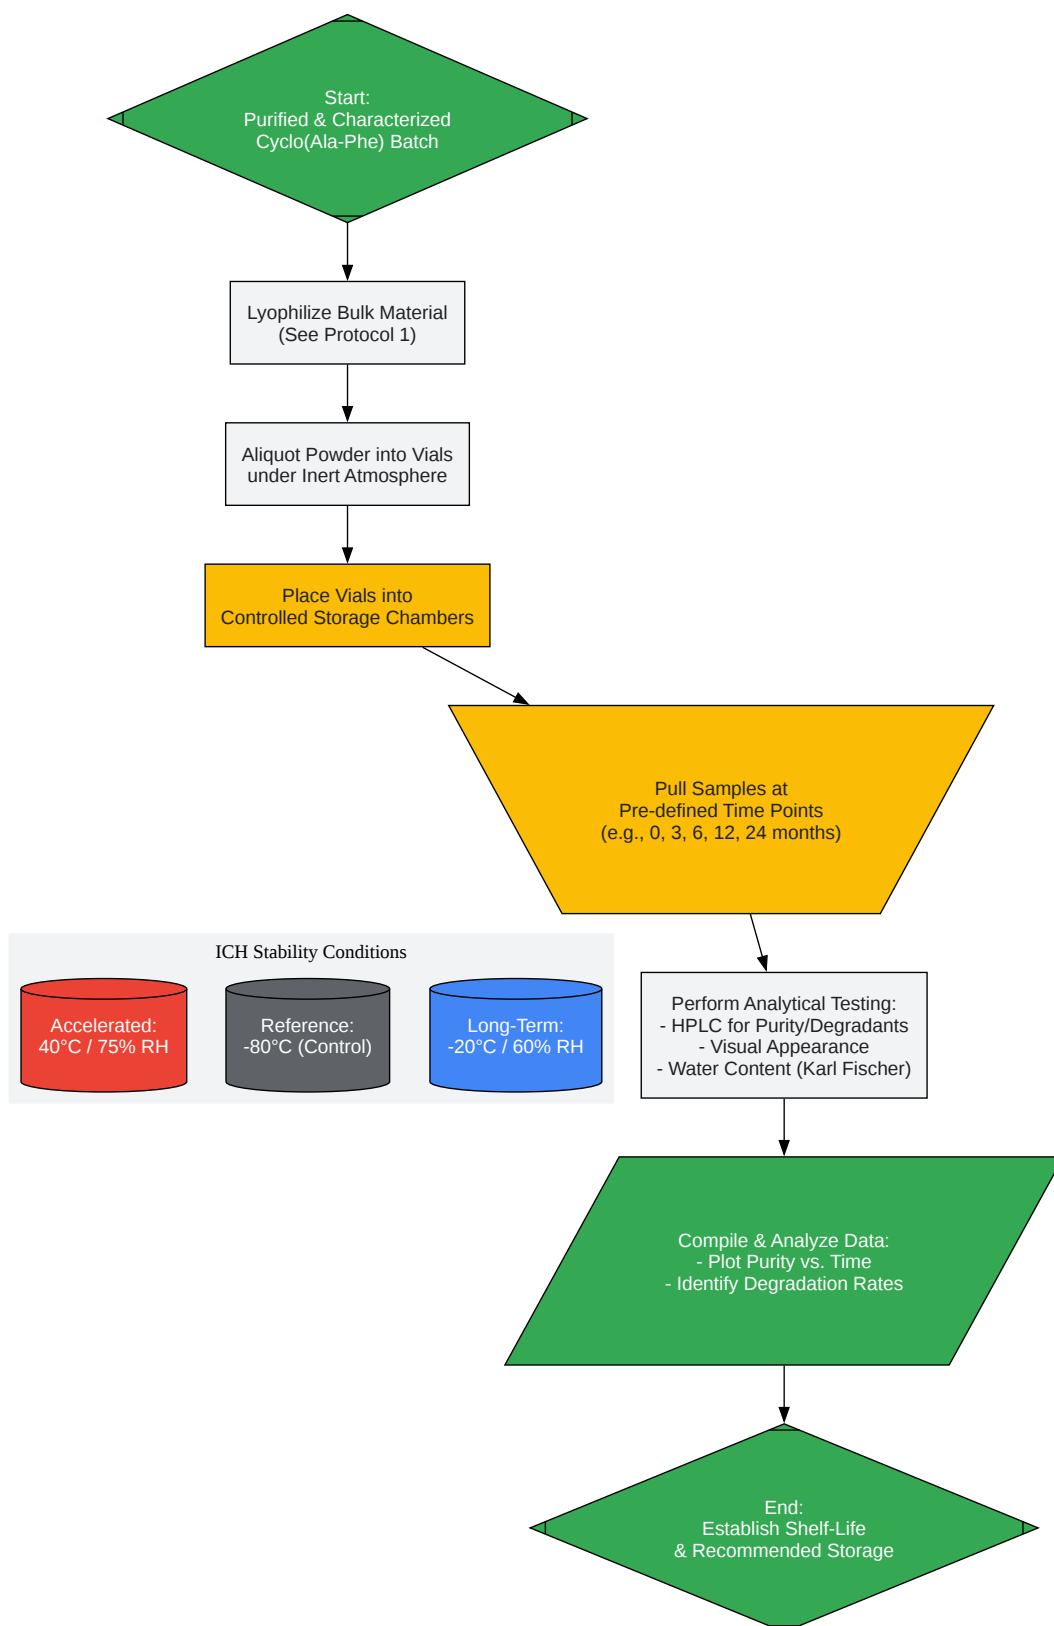 Start:
Purified & Characterized
Cyclo(Ala-Phe) Batch
Lyophilize Bulk Material
(See Protocol 1)
Aliquot Powder into Vials
under Inert Atmosphere
Place Vials into
Controlled Storage Chambers
Pull Samples at
Pre-defined Time Points
(e.g., 0, 3, 6, 12, 24 months)
ICH Stability Conditions
Accelerated:
40°C / 75% RH
Reference:
-80°C (Control)
Long-Term:
-20°C / 60% RH
Perform Analytical Testing:
- HPLC for Purity/Degradants
- Visual Appearance
- Water Content (Karl Fischer)
Compile & Analyze Data:
- Plot Purity vs. Time
- Identify Degradation Rates
End:
Establish Shelf-Life
& Recommended Storage